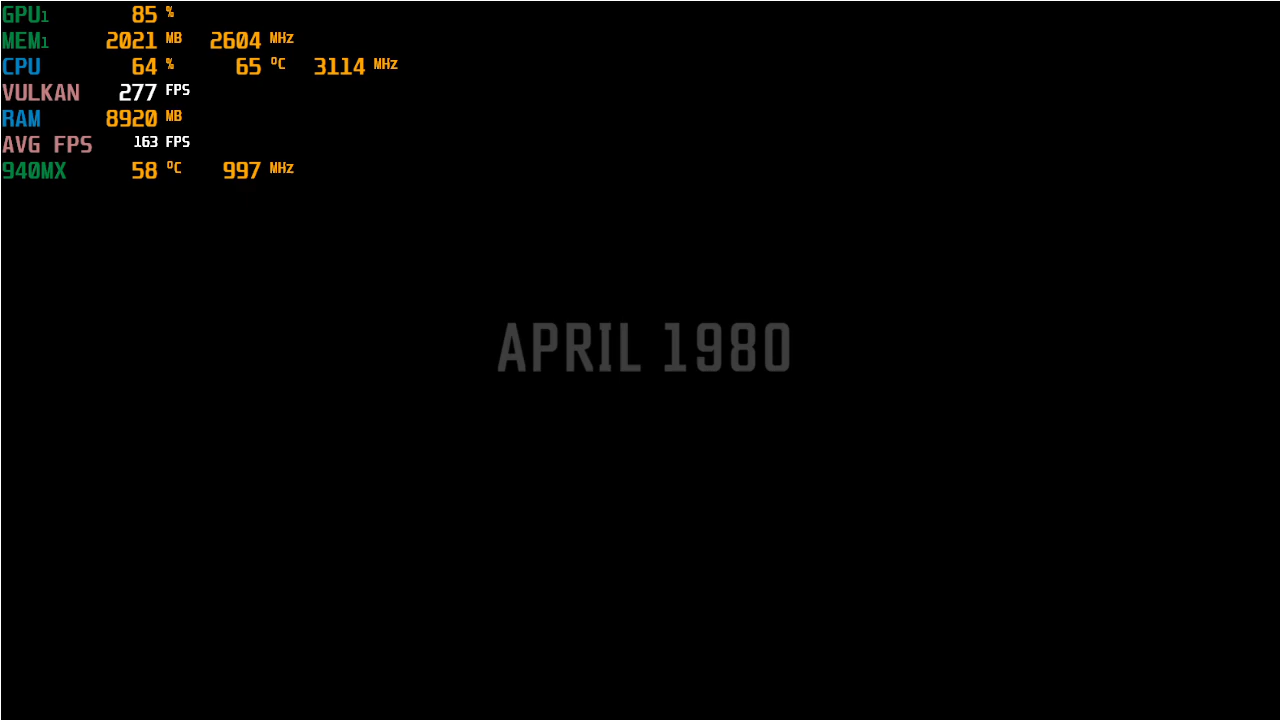 GPU1 85 %
MEM1 2021 MB 2604 MHz
CPU 64 % 65 °C 3114 MHz
VULKAN 277 FPS
RAM 8920 MB
AVG FPS 163 FPS
940MX 58 °C 997 MHz
APRIL 1980